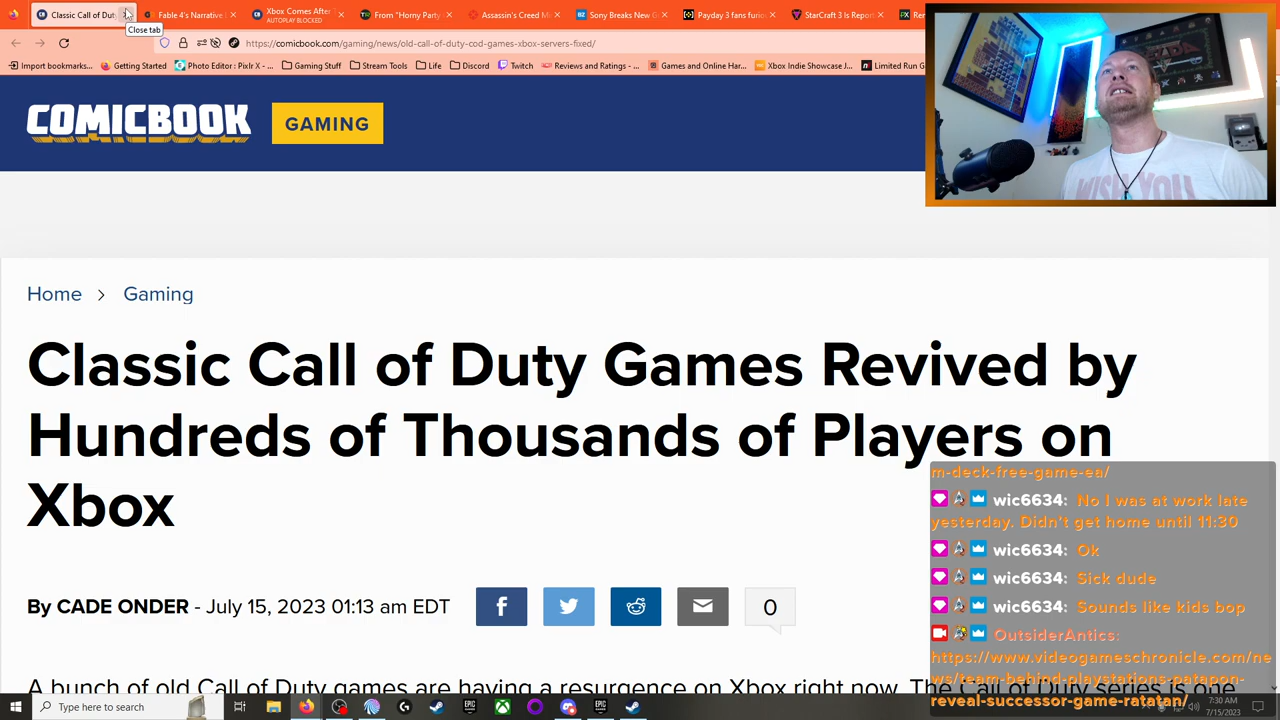 Classic Call of Dut
Fable 4's Narrative
Xbox Comes After
AUTOPLAY BLOCKED
From "Horny Party
Assassin's Creed M
Sony Breaks New G
Payday 3 fans furio
StarCraft 3 Is Report
Close tab
https://comicbook.com/gaming/news/old-call-of-duty-cod-games-xbox-servers-fixed/
Import bookmarks...
Getting Started
Photo Editor : Pixlr X - ...
Gaming Stuff
Stream Tools
Life
Discord
Twitch
Reviews and Ratings - ...
Games and Online Har...
Xbox Indie Showcase J...
Limited Run G
COMICBOOK
GAMING
WISH YOU
Home > Gaming
Classic Call of Duty Games Revived by
Hundreds of Thousands of Players on
Xbox
By CADE ONDER - July 15, 2023 01:13 am EDT
0
A bunch of old Call of Duty games are having a resurgence on Xbox right now. The Call of Duty series is one
m-deck-free-game-ea/
wic6634: No I was at work late
yesterday. Didn't get home until 11:30
wic6634: Ok
wic6634: Sick dude
wic6634: Sounds like kids bop
OutsiderAntics:
https://www.videogameschronicle.com/ne
ws/team-behind-playstations-patapon-
reveal-successor-game-ratatan/
Type here to search
7:30 AM
7/15/2023